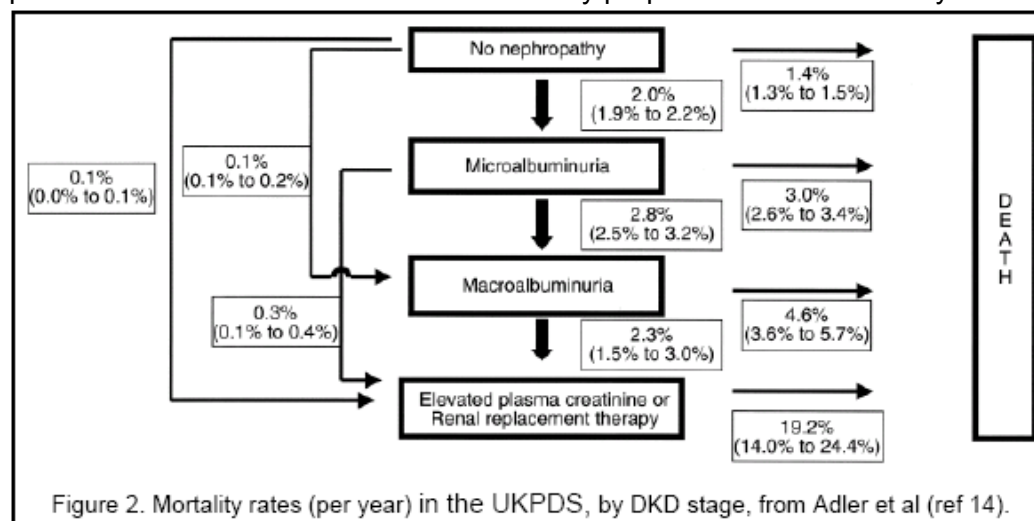 No nephropathy
1.4%
(1.3% to 1.5%)
2.0%
(1.9% to 2.2%)
0.1%
(0.0% to 0.1%)
0.1%
(0.1% to 0.2%)
Microalbuminuria
3.0%
(2.6% to 3.4%)
2.8%
(2.5% to 3.2%)
Macroalbuminuria
4.6%
(3.6% to 5.7%)
0.3%
(0.1% to 0.4%)
2.3%
(1.5% to 3.0%)
Elevated plasma creatinine or
Renal replacement therapy
19.2%
(14.0% to 24.4%)
D
E
A
T
H
Figure 2. Mortality rates (per year) in the UKPDS, by DKD stage, from Adler et al (ref 14).